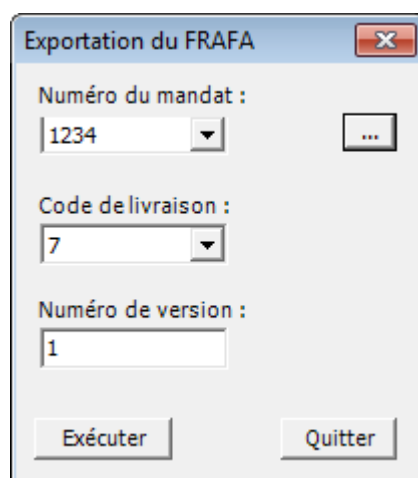 Exportation du FRAFA
Numéro du mandat :
1234
...
Code de livraison :
7
Numéro de version :
1
Exécuter Quitter